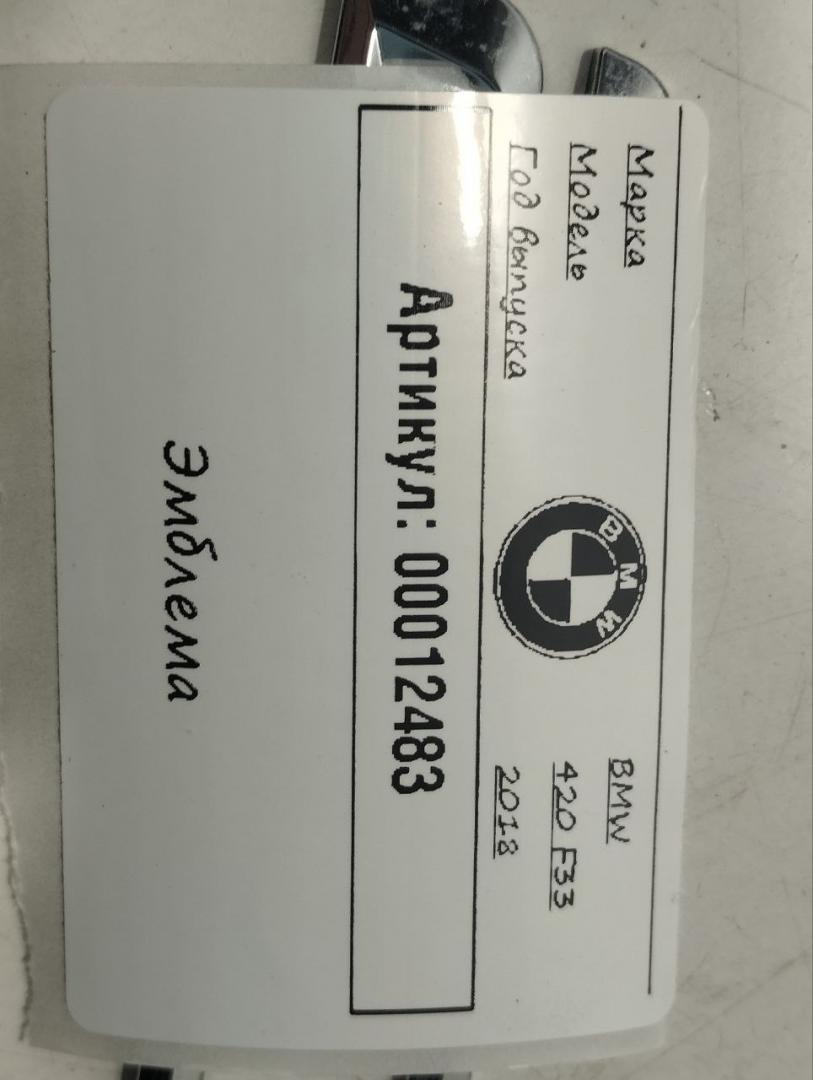 Марка BMW
Модель 420 F33
Год выпуска 2018
BMW
Артикул: 00012483
Эмблема